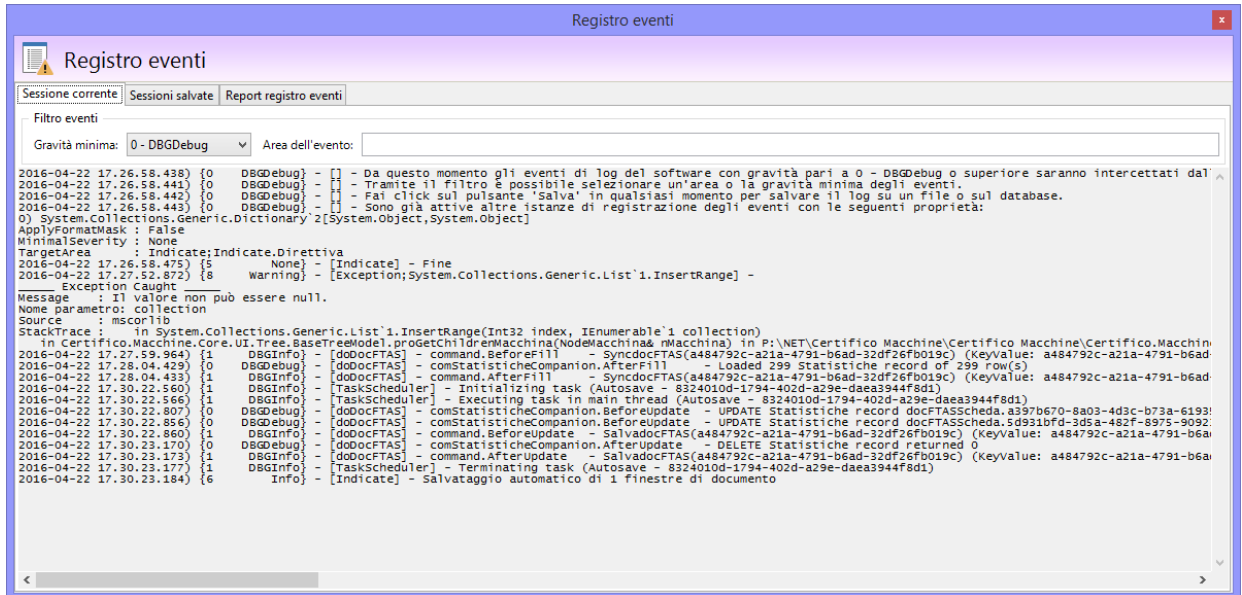 Registro eventi
x
Registro eventi
Sessione corrente Sessioni salvate Report registro eventi
Filtro eventi
Gravità minima: 0 - DBGDebug Area dell'evento:
2016-04-22 17.26.58.438) {0 DBGDebug} - [] - Da questo momento gli eventi di log del software con gravità pari a 0 - DBGDebug o superiore saranno intercettati dal
2016-04-22 17.26.58.441) {0 DBGDebug} - [] - Tramite il filtro è possibile selezionare un'area o la gravità minima degli eventi.
2016-04-22 17.26.58.442) {0 DBGDebug} - [] - Fai click sul pulsante 'Salva' in qualsiasi momento per salvare il log su un file o sul database.
2016-04-22 17.26.58.443) {0 DBGDebug} - [] - Sono già attive altre istanze di registrazione degli eventi con le seguenti proprietà:
0) System.Collections.Generic.Dictionary`2[System.Object,System.Object]
ApplyFormatMask : False
MinimalSeverity : None
TargetArea : Indicate;Indicate.Direttiva
2016-04-22 17.26.58.475) {5 None} - [Indicate] - Fine
2016-04-22 17.27.52.872) {8 Warning} - [Exception;System.Collections.Generic.List`1.InsertRange] -
_____ Exception Caught _____
Message : Il valore non può essere null.
Nome parametro: collection
Source : mscorlib
StackTrace : in System.Collections.Generic.List`1.InsertRange(Int32 index, IEnumerable`1 collection)
in Certifico.Macchine.Core.UI.Tree.BaseTreeModel.proGetChildrenMacchina(NodeMacchina& nMacchina) in P:\NET\Certifico Macchine\Certifico Macchine\Certifico.Macchin
2016-04-22 17.27.59.964) {1 DBGInfo} - [doDocFTAS] - command.BeforeFill - SyncdocFTAS(a484792c-a21a-4791-b6ad-32df26fb019c) (KeyValue: a484792c-a21a-4791-b6ad-
2016-04-22 17.28.04.429) {0 DBGDebug} - [doDocFTAS] - comStatisticheCompanion.AfterFill - Loaded 299 Statistiche record of 299 row(s)
2016-04-22 17.28.04.433) {1 DBGInfo} - [doDocFTAS] - command.AfterFill - SyncdocFTAS(a484792c-a21a-4791-b6ad-32df26fb019c) (KeyValue: a484792c-a21a-4791-b6ad-
2016-04-22 17.30.22.560) {1 DBGInfo} - [TaskScheduler] - Initializing task (Autosave - 8324010d-1794-402d-a29e-daea3944f8d1)
2016-04-22 17.30.22.566) {1 DBGInfo} - [TaskScheduler] - Executing task in main thread (Autosave - 8324010d-1794-402d-a29e-daea3944f8d1)
2016-04-22 17.30.22.807) {0 DBGDebug} - [doDocFTAS] - comStatisticheCompanion.BeforeUpdate - UPDATE Statistiche record docFTASScheda.a397b670-8a03-4d3c-b73a-6193
2016-04-22 17.30.22.856) {0 DBGDebug} - [doDocFTAS] - comStatisticheCompanion.BeforeUpdate - UPDATE Statistiche record docFTASScheda.5d931bfd-3d5a-482f-8975-9092
2016-04-22 17.30.22.860) {1 DBGInfo} - [doDocFTAS] - command.BeforeUpdate - SalvadocFTAS(a484792c-a21a-4791-b6ad-32df26fb019c) (KeyValue: a484792c-a21a-4791-b6a
2016-04-22 17.30.23.170) {0 DBGDebug} - [doDocFTAS] - comStatisticheCompanion.AfterUpdate - DELETE Statistiche record returned 0
2016-04-22 17.30.23.173) {1 DBGInfo} - [doDocFTAS] - command.AfterUpdate - SalvadocFTAS(a484792c-a21a-4791-b6ad-32df26fb019c) (KeyValue: a484792c-a21a-4791-b6a
2016-04-22 17.30.23.177) {1 DBGInfo} - [TaskScheduler] - Terminating task (Autosave - 8324010d-1794-402d-a29e-daea3944f8d1)
2016-04-22 17.30.23.184) {6 Info} - [Indicate] - Salvataggio automatico di 1 finestre di documento